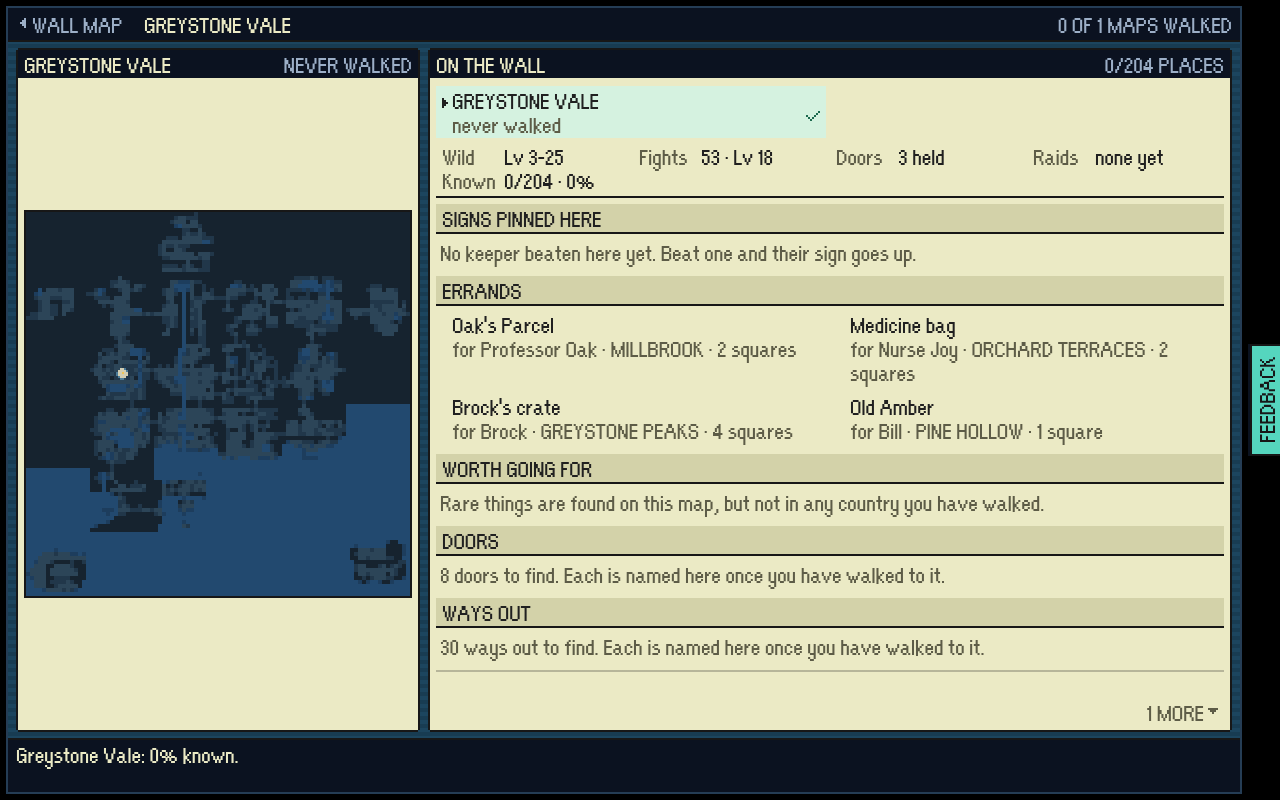 WALL MAP GREYSTONE VALE 0 OF 1 MAPS WALKED
GREYSTONE VALE NEVER WALKED
ON THE WALL 0/204 PLACES
GREYSTONE VALE
never walked
Wild Lv 3-25 Fights 53 · Lv 18 Doors 3 held Raids none yet
Known 0/204 · 0%
SIGNS PINNED HERE
No keeper beaten here yet. Beat one and their sign goes up.
ERRANDS
Oak's Parcel
for Professor Oak · MILLBROOK · 2 squares
Medicine bag
for Nurse Joy · ORCHARD TERRACES · 2
squares
Brock's crate
for Brock · GREYSTONE PEAKS · 4 squares
Old Amber
for Bill · PINE HOLLOW · 1 square
WORTH GOING FOR
Rare things are found on this map, but not in any country you have walked.
DOORS
8 doors to find. Each is named here once you have walked to it.
WAYS OUT
30 ways out to find. Each is named here once you have walked to it.
1 MORE
Greystone Vale: 0% known.
FEEDBACK